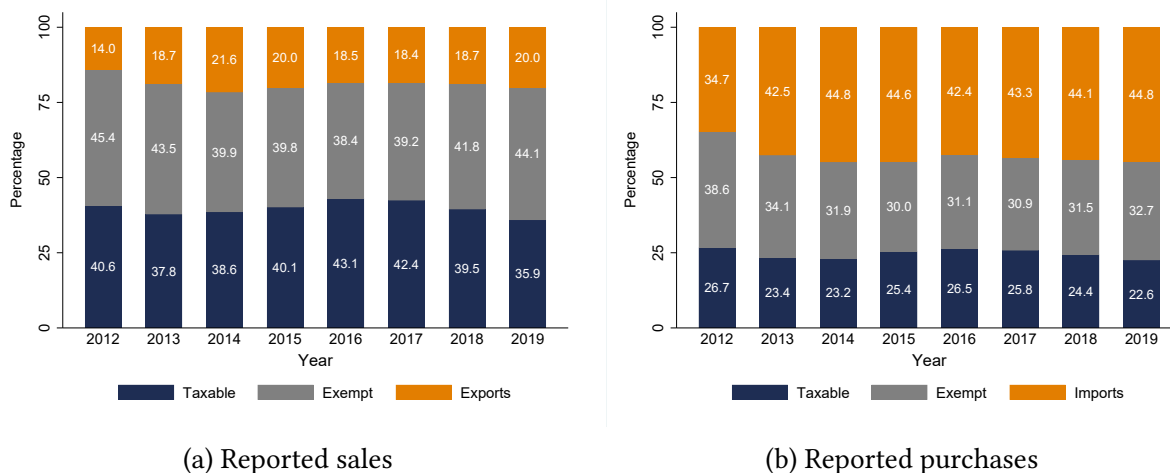 100
75
50
25
0
Percentage
14.0 18.7 21.6 20.0 18.5 18.4 18.7 20.0
45.4 43.5 39.9 39.8 38.4 39.2 41.8 44.1
40.6 37.8 38.6 40.1 43.1 42.4 39.5 35.9
2012 2013 2014 2015 2016 2017 2018 2019
Year
Taxable Exempt Exports
(a) Reported sales
100
75
50
25
0
Percentage
34.7 42.5 44.8 44.6 42.4 43.3 44.1 44.8
38.6 34.1 31.9 30.0 31.1 30.9 31.5 32.7
26.7 23.4 23.2 25.4 26.5 25.8 24.4 22.6
2012 2013 2014 2015 2016 2017 2018 2019
Year
Taxable Exempt Imports
(b) Reported purchases